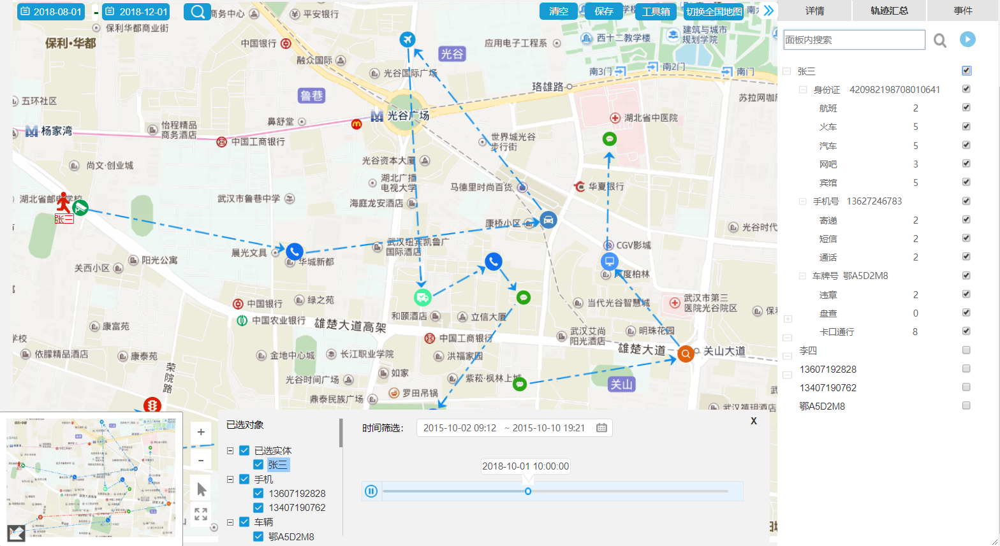 2018-08-01 - 2018-12-01
清空 保存 工具箱 切换全国地图
商务中心
平安银行
保利华都商业街
保利·华都
中国银行
融众国际
光谷
光谷国际广场
应用电子工程系
西十二教学楼
建筑与城市
规划学院
南3门
南2门
南门
珞雄路
苏拉网咖
鲁巷
五环社区
杨家湾
怡程精品
商务酒店
鼻舒堂
光谷广场
中国工商银行
湖北省中医院
世界城光谷
步行街
尚文·创业城
光谷资本大厦
湖北广播
电视大学
马德里时尚百货
华夏银行
湖北省邮电学校
张三
武汉市鲁巷中学
海庭龙安酒店
康桥小区
光谷时代
武汉纽宾凯鲁广
国际酒店
CGV影城
晨光文具
华城新都
阳光公寓
关西小区
风度柏林
中国银行
绿之苑
当代光谷智慧城
武汉市第三
医院光谷院区
中国农业银行
和颐酒店
立信大厦
雄楚大道高架
康富苑
学校
中国工商银行
武汉艾尚
阳光酒店
明珠花园
雄楚大道
关山大道
依朦精品酒店
康泰苑
金地中心城
长江职业学院
洪福家园
荣院路
如家
光谷时间广场
紫崧·枫林上城
关山
罗田吊锅
鼎泰民族广场
武汉禧玥酒店
+
-
已选对象
已选实体
张三
手机
13607192828
13407190762
车辆
鄂A5D2M8
时间筛选: 2015-10-02 09:12 ~ 2015-10-10 19:21
X
2018-10-01 10:00:00
详情 轨迹汇总 事件
面板内搜索
张三
身份证 420982198708010641
航班 2
火车 5
汽车 5
网吧 3
宾馆 5
手机号 13627246783
寄递 2
短信 2
通话 2
车牌号 鄂A5D2M8
违章 2
盘查 0
卡口通行 8
李四
13607192828
13407190762
鄂A5D2M8